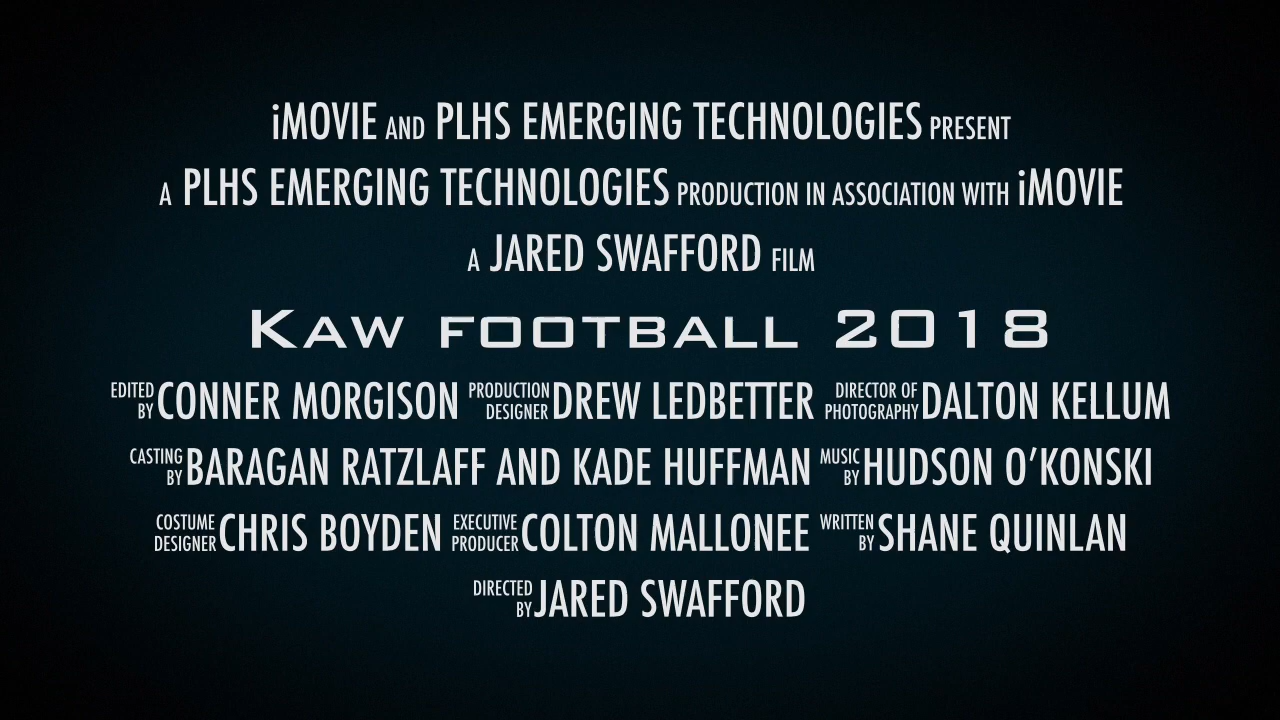 iMOVIE AND PLHS EMERGING TECHNOLOGIES PRESENT
A PLHS EMERGING TECHNOLOGIES PRODUCTION IN ASSOCIATION WITH iMOVIE
A JARED SWAFFORD FILM
KAW FOOTBALL 2018
EDITED BY CONNER MORGISON PRODUCTION DESIGNER DREW LEDBETTER DIRECTOR OF PHOTOGRAPHY DALTON KELLUM
CASTING BY BARAGAN RATZLAFF AND KADE HUFFMAN MUSIC BY HUDSON O'KONSKI
COSTUME DESIGNER CHRIS BOYDEN EXECUTIVE PRODUCER COLTON MALLONEE WRITTEN BY SHANE QUINLAN
DIRECTED BY JARED SWAFFORD